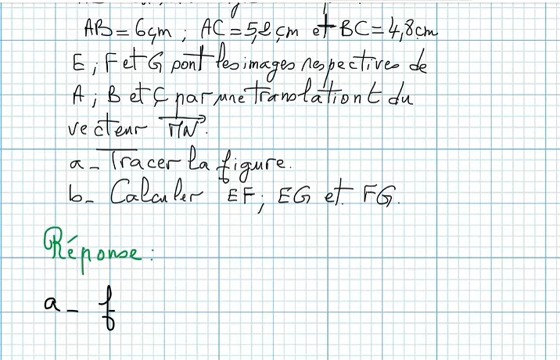 AB = 6cm ; AC = 5,2cm et BC = 4,8cm
E ; F et G sont les images respectives de
A ; B et C par une translation t du
vecteur MN.
a - Tracer la figure.
b - Calculer EF ; EG et FG.
Réponse :
a - f